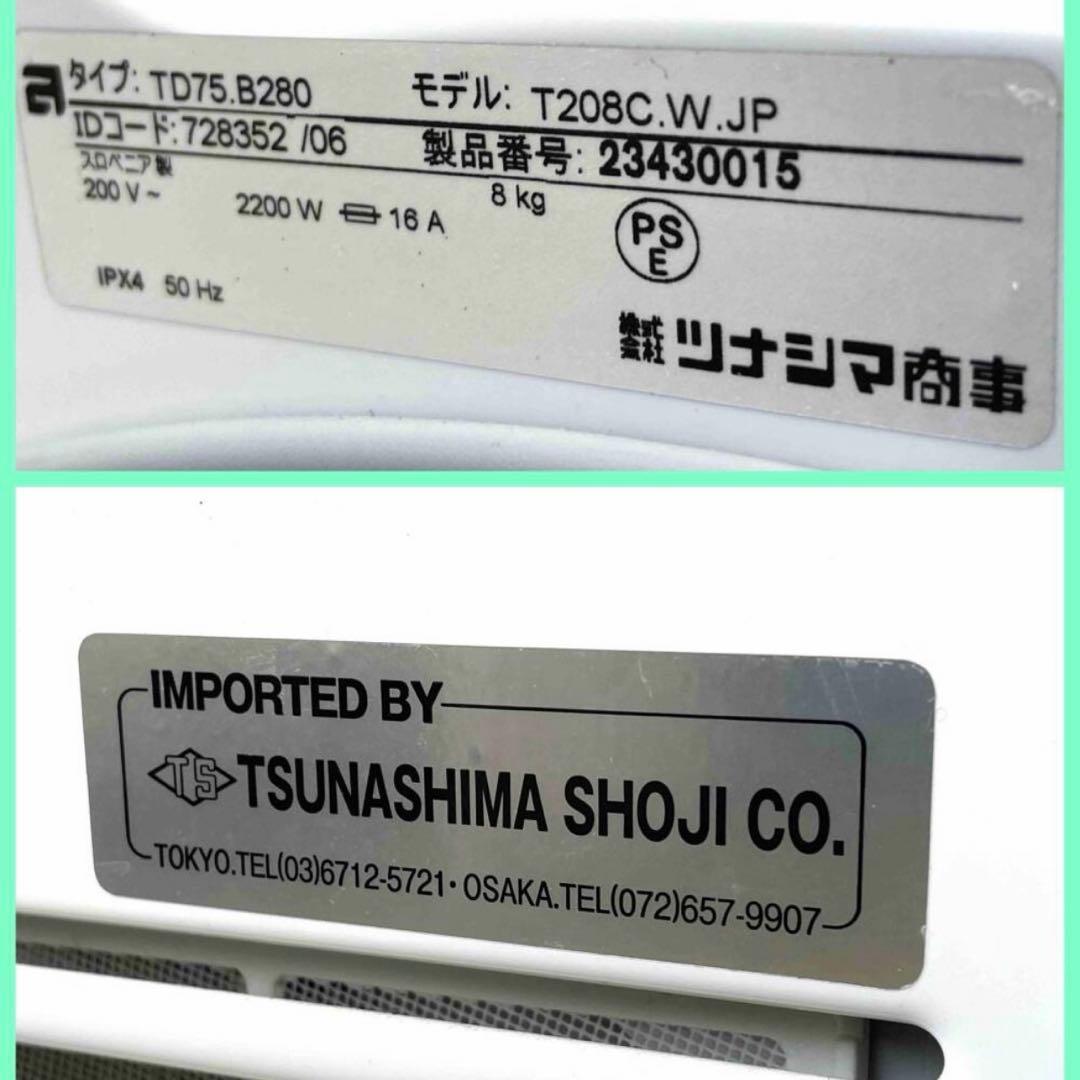 タイプ: TD75.B280 モデル: T208C.W.JP
IDコード: 728352 /06 製品番号: 23430015
スロベニア製
200 V ~ 2200 W 16 A 8 kg
PS
E
IPX4 50 Hz
株式会社 ツナシマ商事
IMPORTED BY
TS TSUNASHIMA SHOJI CO.
TOKYO.TEL(03)6712-5721・OSAKA.TEL(072)657-9907